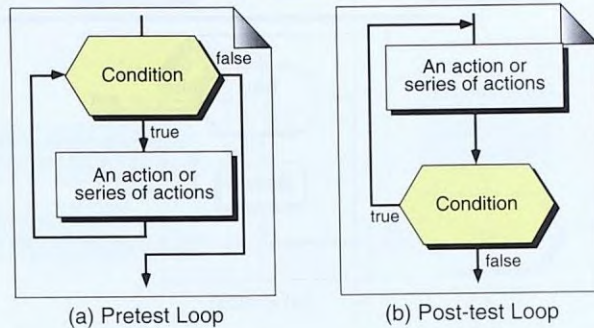 Condition
false
true
An action or
series of actions
(a) Pretest Loop
An action or
series of actions
true
Condition
false
(b) Post-test Loop